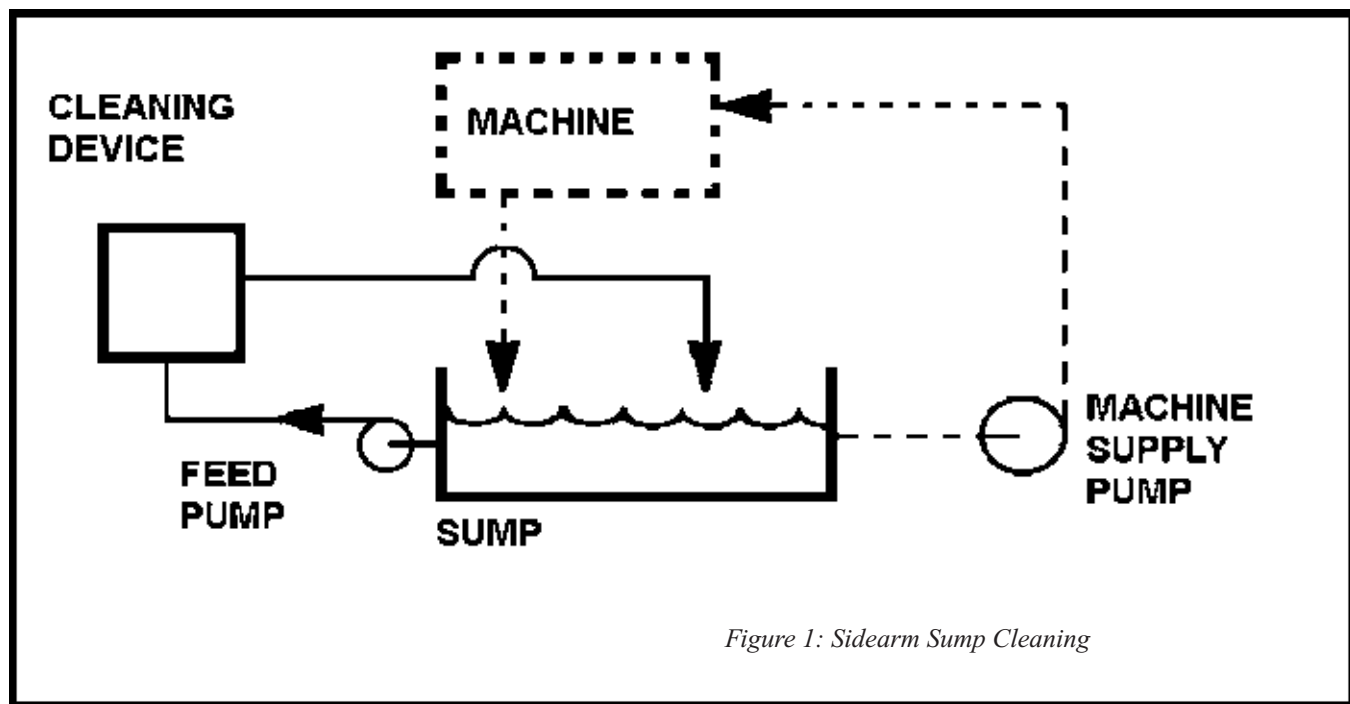 CLEANING
DEVICE
MACHINE
FEED
PUMP
SUMP
MACHINE
SUPPLY
PUMP
Figure 1: Sidearm Sump Cleaning